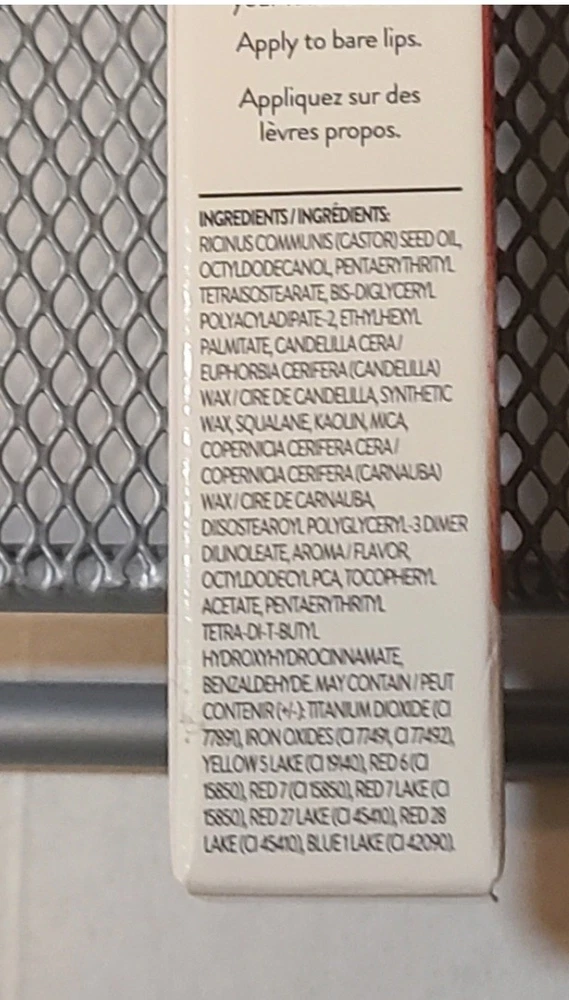 Apply to bare lips.
Appliquez sur des
lèvres propos.
INGREDIENTS / INGRÉDIENTS:
RICINUS COMMUNIS (CASTOR) SEED OIL,
OCTYLDODECANOL, PENTAERYTHRITYL
TETRAISOSTEARATE, BIS-DIGLYCERYL
POLYACYLADIPATE-2, ETHYLHEXYL
PALMITATE, CANDELILLA CERA /
EUPHORBIA CERIFERA (CANDELILLA)
WAX / CIRE DE CANDELILLA, SYNTHETIC
WAX, SQUALANE, KAOLIN, MICA,
COPERNICIA CERIFERA CERA /
COPERNICIA CERIFERA (CARNAUBA)
WAX / CIRE DE CARNAUBA,
DIISOSTEAROYL POLYGLYCERYL-3 DIMER
DILINOLEATE, AROMA / FLAVOR,
OCTYLDODECYL PCA, TOCOPHERYL
ACETATE, PENTAERYTHRITYL
TETRA-DI-T-BUTYL
HYDROXYHYDROCINNAMATE,
BENZALDEHYDE. MAY CONTAIN / PEUT
CONTENIR (+/-): TITANIUM DIOXIDE (CI
77891), IRON OXIDES (CI 77491, CI 77492),
YELLOW 5 LAKE (CI 19140), RED 6 (CI
15850), RED 7 (CI 15850), RED 7 LAKE (CI
15850), RED 27 LAKE (CI 45410), RED 28
LAKE (CI 45410), BLUE 1 LAKE (CI 42090).